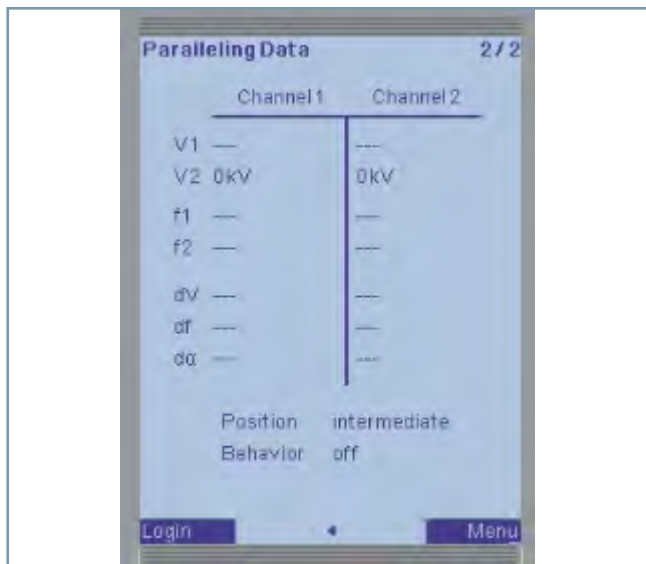 Paralleling Data 2/2
Channel 1 Channel 2
V1 --- ---
V2 0kV 0kV
f1 --- ---
f2 --- ---
dV --- ---
df --- ---
dα --- ---
Position intermediate
Behavior off
Login Menu